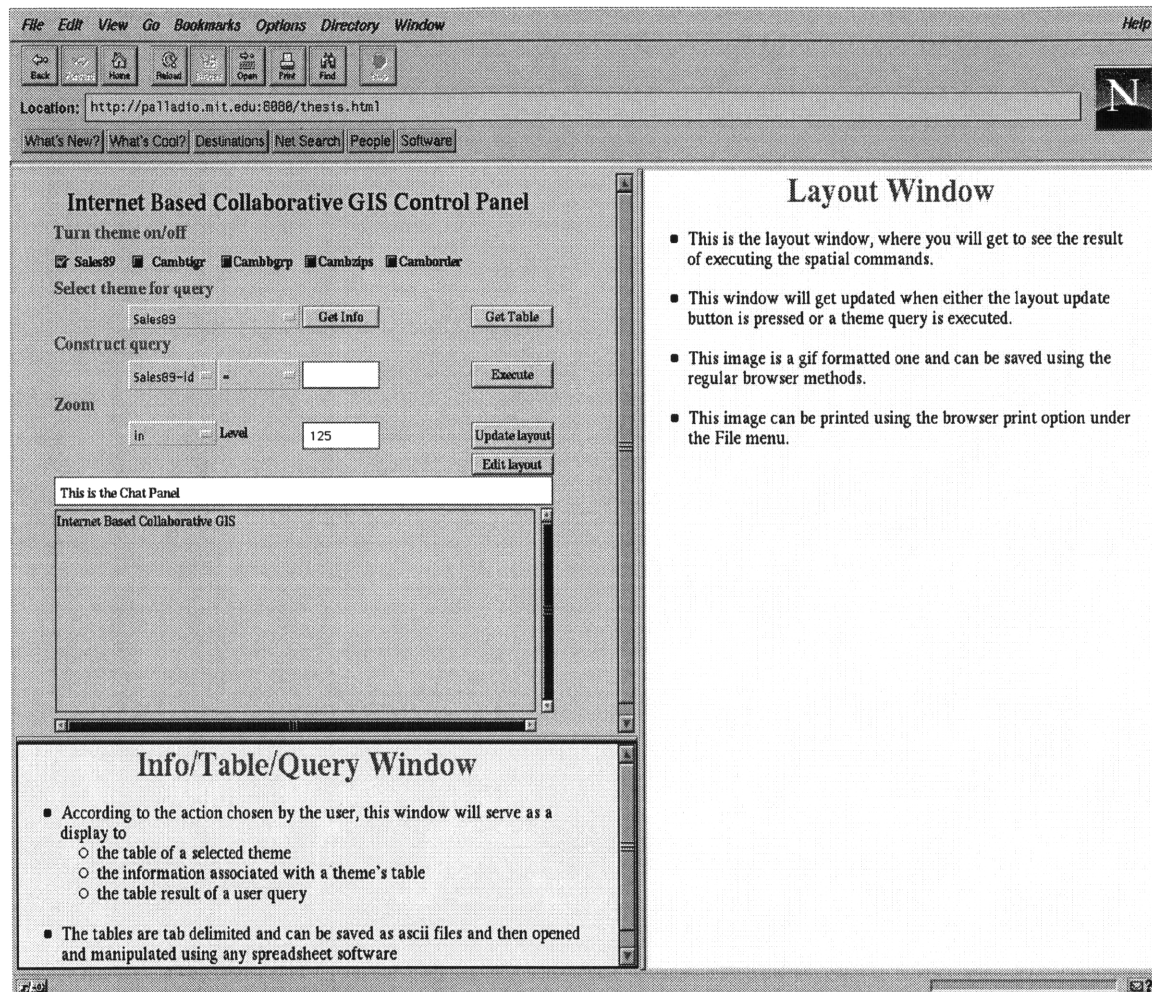 File Edit View Go Bookmarks Options Directory Window Help
Back Home Reload Open Print Find
Location: http://palladio.mit.edu:8080/thesis.html
N
What's New? What's Cool? Destinations Net Search People Software
Internet Based Collaborative GIS Control Panel
Turn theme on/off
Sales89 Cambtigr Cambbgrp Cambzips Camborder
Select theme for query
Sales89 Get Info Get Table
Construct query
Sales89-id = Execute
Zoom
in Level 125 Update layout
Edit layout
This is the Chat Panel
Internet Based Collaborative GIS
Info/Table/Query Window
According to the action chosen by the user, this window will serve as a
display to
the table of a selected theme
the information associated with a theme's table
the table result of a user query
The tables are tab delimited and can be saved as ascii files and then opened
and manipulated using any spreadsheet software
Layout Window
This is the layout window, where you will get to see the result
of executing the spatial commands.
This window will get updated when either the layout update
button is pressed or a theme query is executed.
This image is a gif formatted one and can be saved using the
regular browser methods.
This image can be printed using the browser print option under
the File menu.